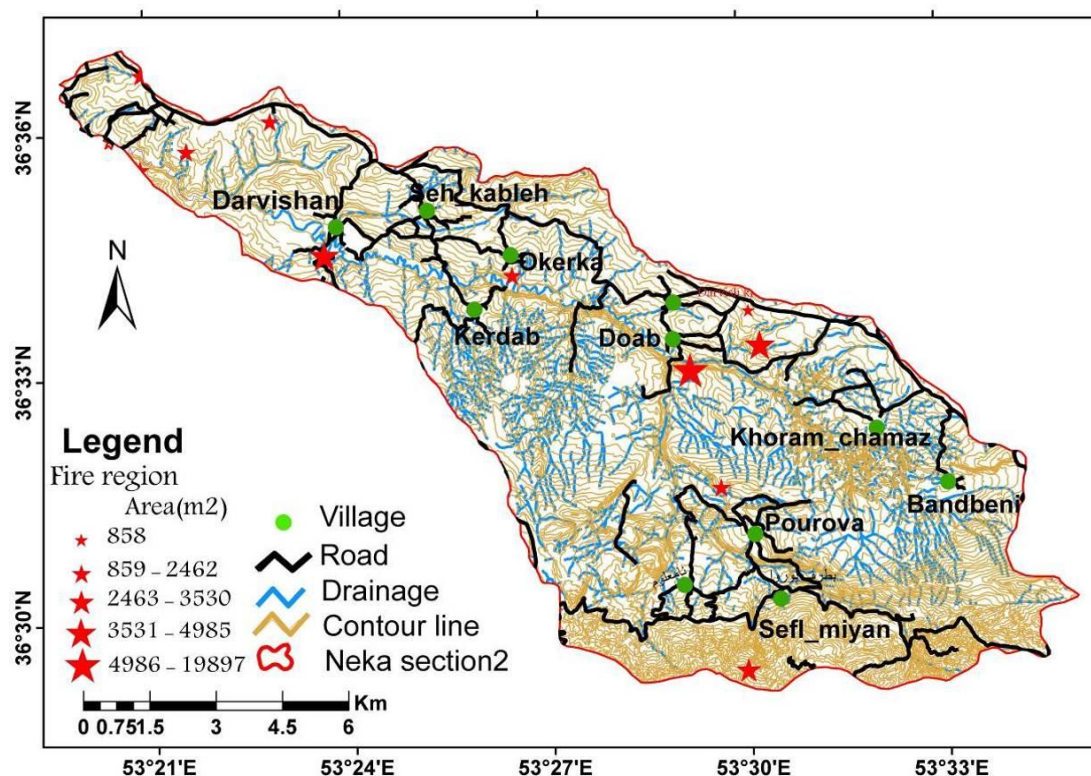 36°36'N
36°33'N
36°30'N
N
Darvishan
Seh_kableh
Okerka
Kerdab
Doab
Khoram_chamaz
Bandbeni
Pourova
Sefl_miyan
Legend
Fire region
Area(m2)
858
859 – 2462
2463 – 3530
3531 – 4985
4986 – 19897
Village
Road
Drainage
Contour line
Neka section2
Km
0 0.75 1.5 3 4.5 6
53°21'E 53°24'E 53°27'E 53°30'E 53°33'E